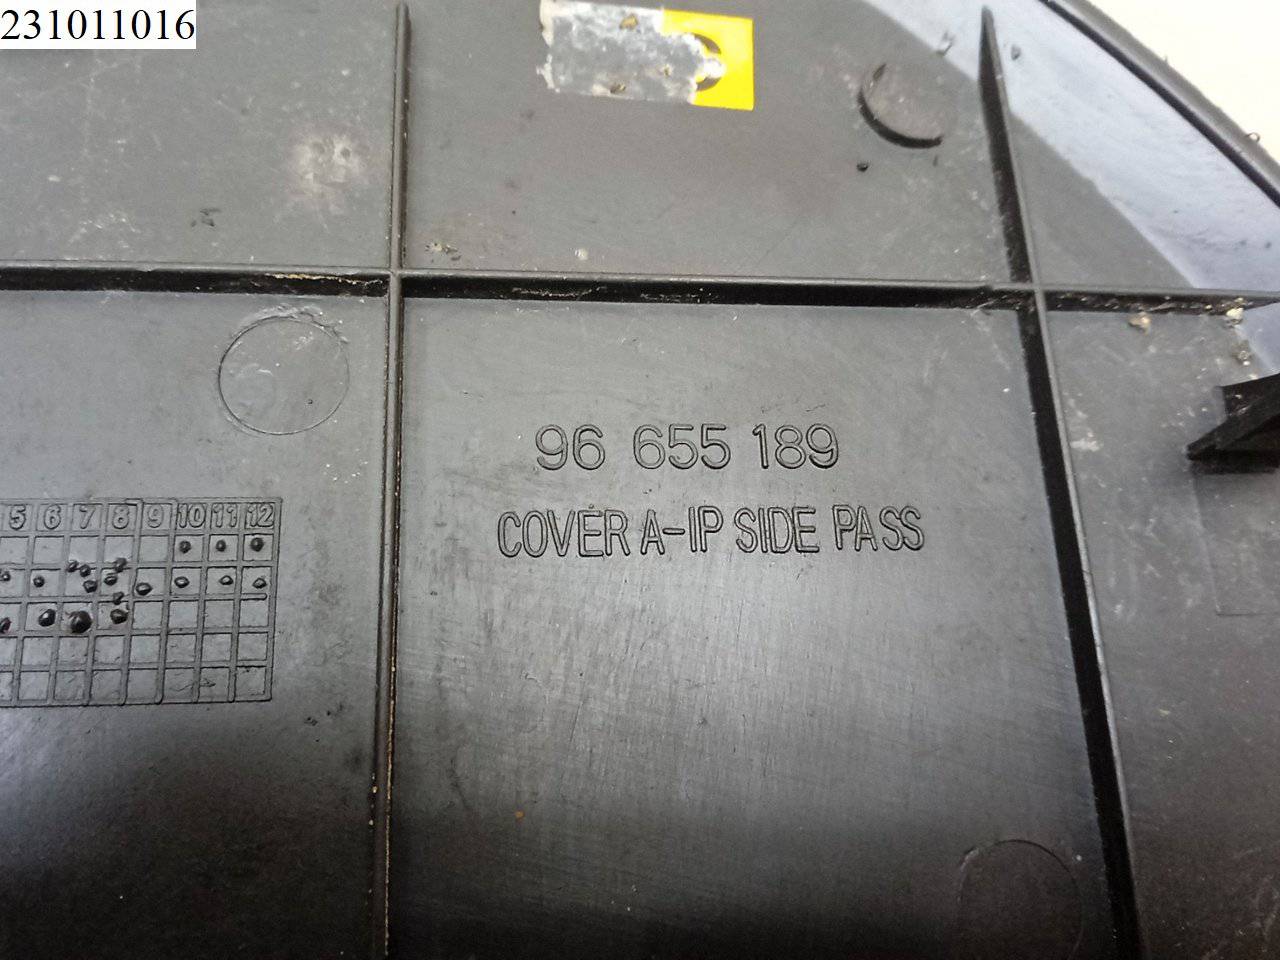 231011016
96 655 189
COVER A-IP SIDE PASS
5 6 7 8 9 10 11 12